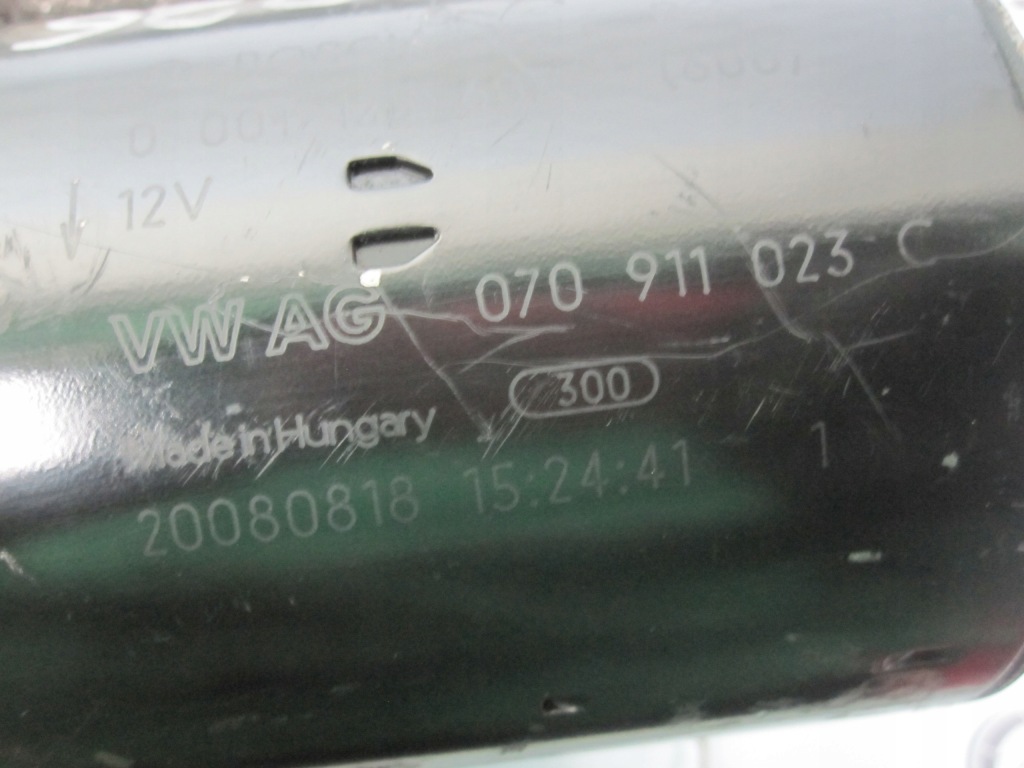 12V
VW AG 070 911 023 C
300
Made in Hungary
20080818 15:24:41 1